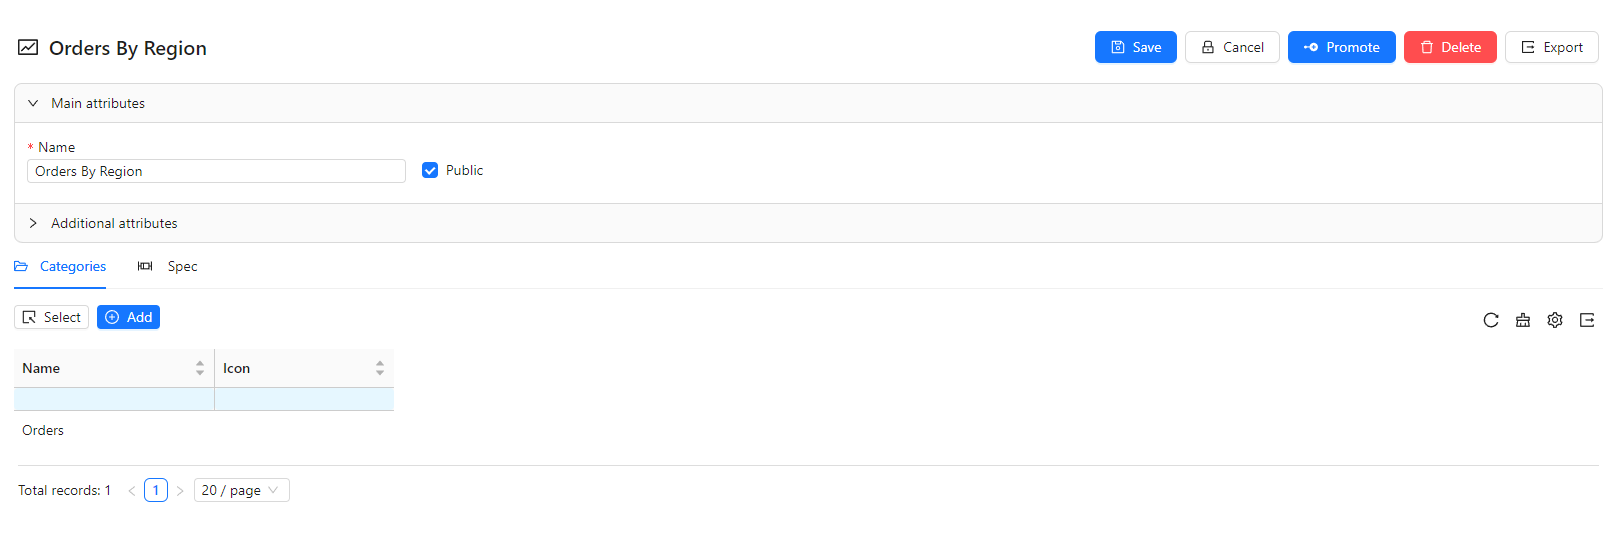 Orders By Region
Save Cancel Promote Delete Export
Main attributes
* Name
Orders By Region Public
Additional attributes
Categories Spec
Select Add
Name Icon
Orders
Total records: 1 < 1 > 20 / page